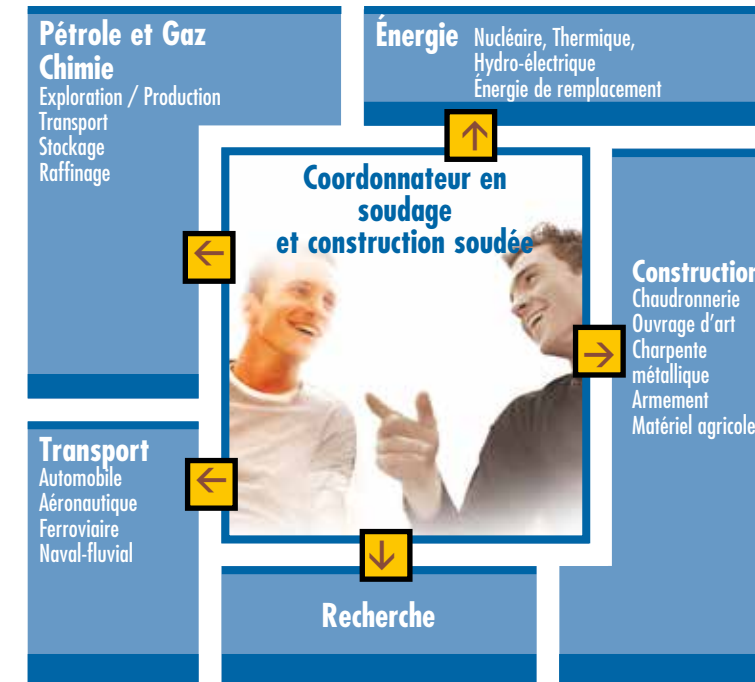 Pétrole et Gaz
Chimie
Exploration / Production
Transport
Stockage
Raffinage
Énergie
Nucléaire, Thermique,
Hydro-électrique
Énergie de remplacement
Coordonnateur en
soudage
et construction soudée
Construction
Chaudronnerie
Ouvrage d'art
Charpente
métallique
Armement
Matériel agricole
Transport
Automobile
Aéronautique
Ferroviaire
Naval-fluvial
Recherche